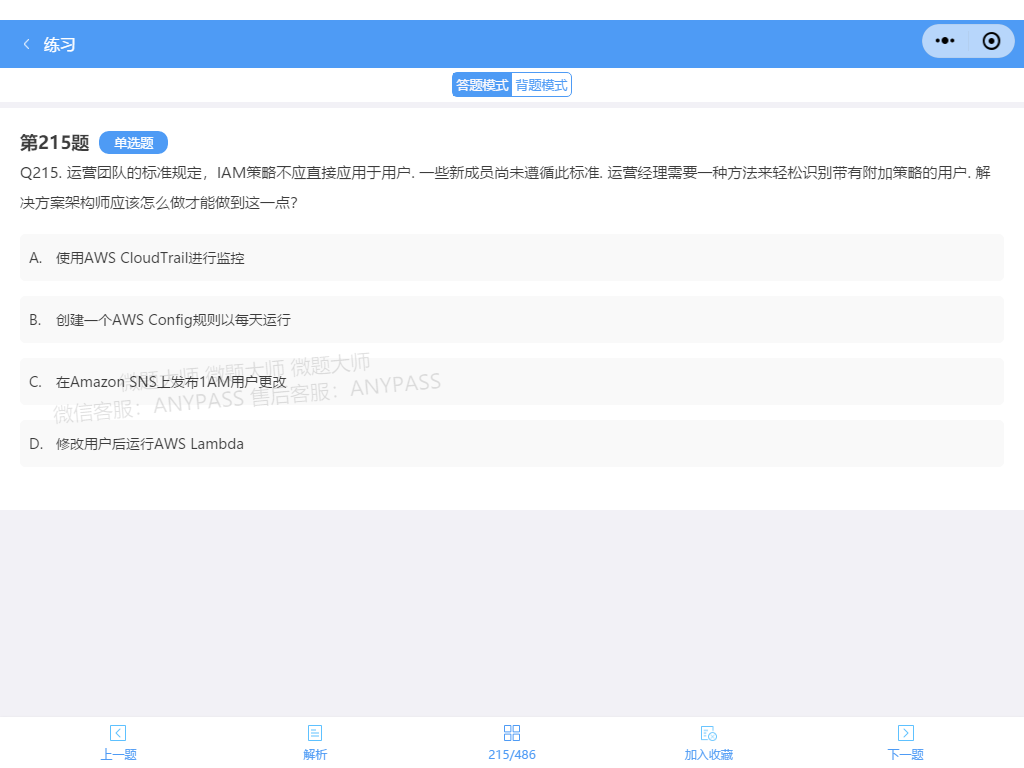 练习
答题模式 背题模式
第215题 单选题
Q215. 运营团队的标准规定，IAM策略不应直接应用于用户. 一些新成员尚未遵循此标准. 运营经理需要一种方法来轻松识别带有附加策略的用户. 解
决方案架构师应该怎么做才能做到这一点?
A. 使用AWS CloudTrail进行监控
B. 创建一个AWS Config规则以每天运行
微题大师 微题大师 微题大师
C. 在Amazon SNS上发布1AM用户更改
微信客服：ANYPASS 售后客服：ANYPASS
D. 修改用户后运行AWS Lambda
上一题 解析 215/486 加入收藏 下一题